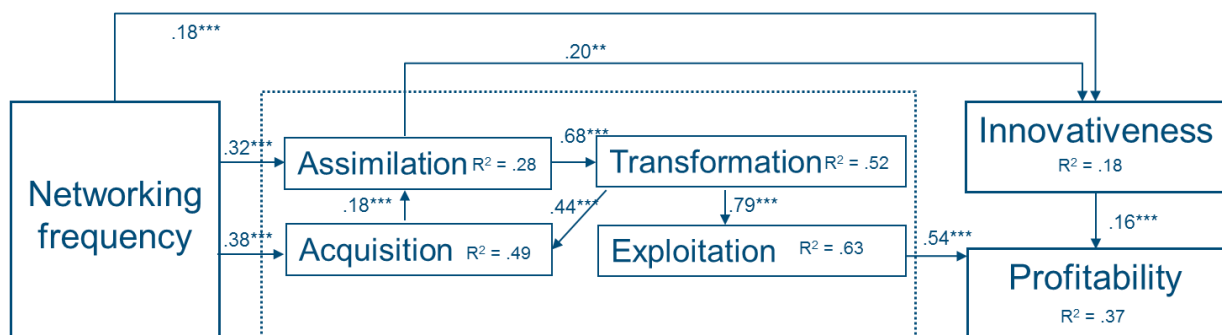 .18***
.20**
Networking
frequency
.32***
Assimilation R² = .28
.68***
Transformation R² = .52
Innovativeness
R² = .18
.18***
.44***
.79***
.16***
.38***
Acquisition R² = .49
Exploitation R² = .63
.54***
Profitability
R² = .37